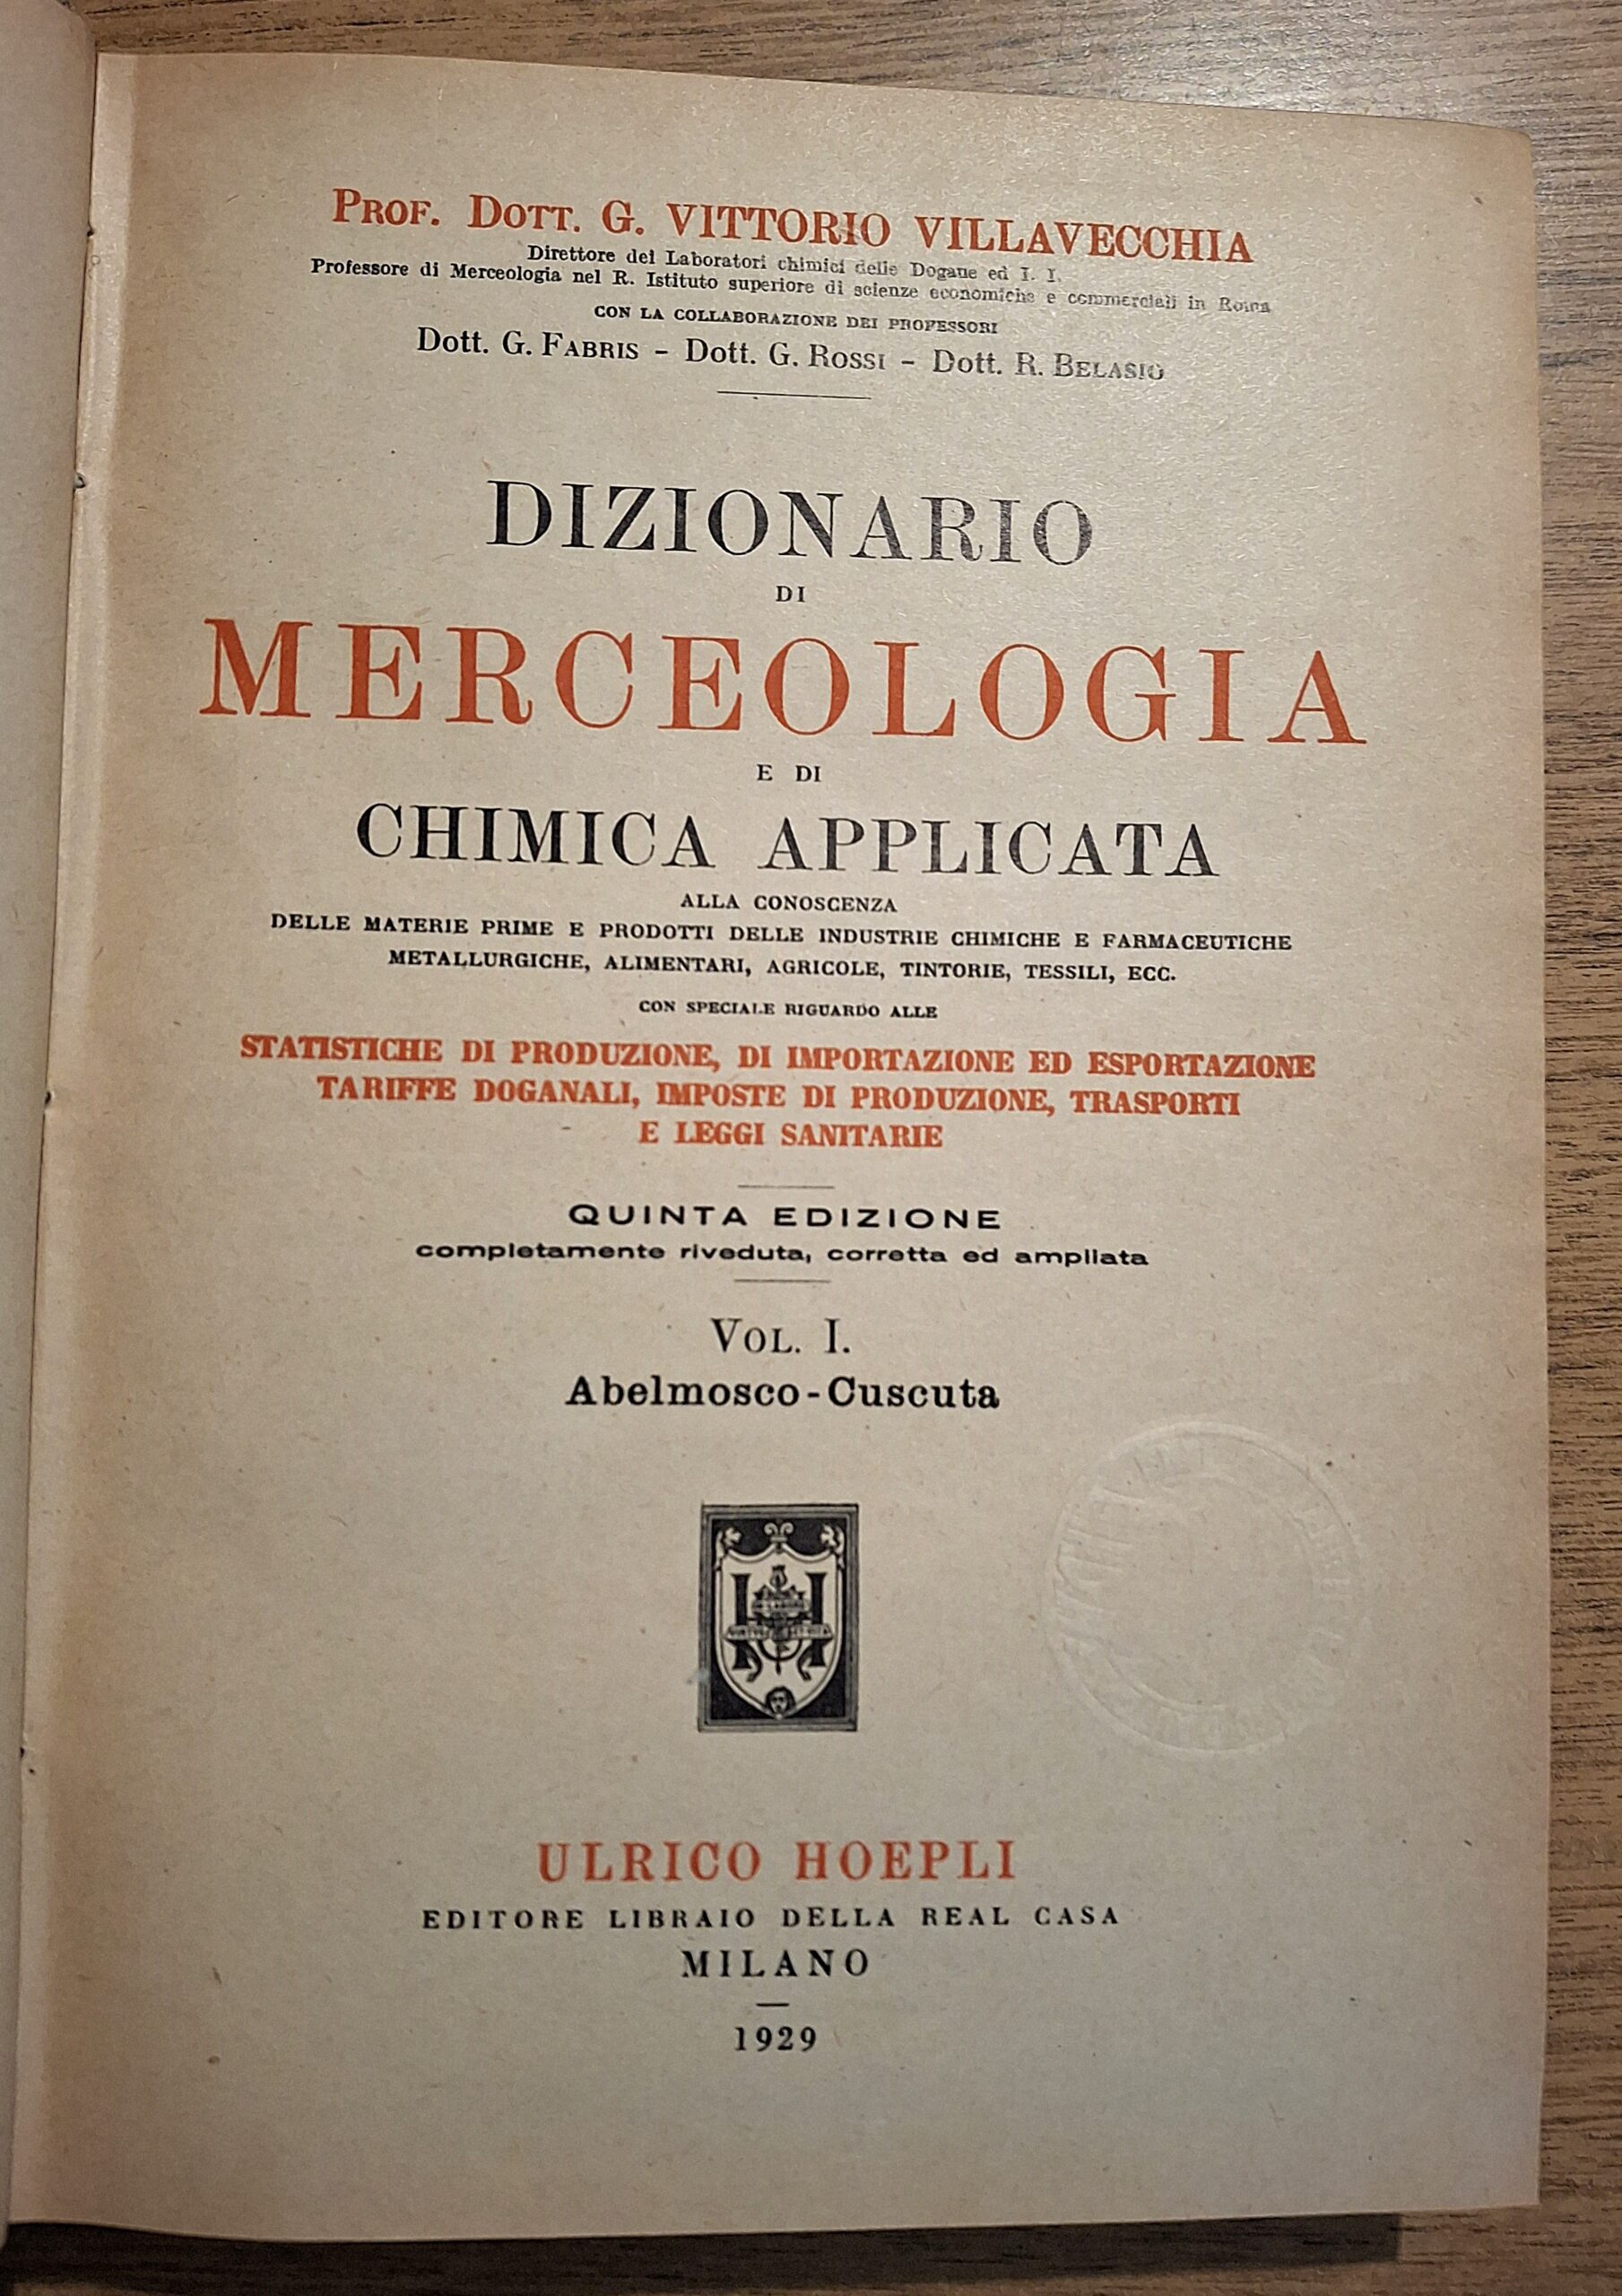 PROF. DOTT. G. VITTORIO VILLAVECCHIA
Direttore dei Laboratori chimici delle Dogane ed I. I.
Professore di Merceologia nel R. Istituto superiore di scienze economiche e commerciali in Roma
CON LA COLLABORAZIONE DEI PROFESSORI
Dott. G. FABRIS - Dott. G. ROSSI - Dott. R. BELASIO
DIZIONARIO
DI
MERCEOLOGIA
E DI
CHIMICA APPLICATA
ALLA CONOSCENZA
DELLE MATERIE PRIME E PRODOTTI DELLE INDUSTRIE CHIMICHE E FARMACEUTICHE
METALLURGICHE, ALIMENTARI, AGRICOLE, TINTORIE, TESSILI, ECC.
CON SPECIALE RIGUARDO ALLE
STATISTICHE DI PRODUZIONE, DI IMPORTAZIONE ED ESPORTAZIONE
TARIFFE DOGANALI, IMPOSTE DI PRODUZIONE, TRASPORTI
E LEGGI SANITARIE
QUINTA EDIZIONE
completamente riveduta, corretta ed ampliata
VOL. I.
Abelmosco-Cuscuta
H
ULRICO HOEPLI
EDITORE LIBRAIO DELLA REAL CASA
MILANO
1929